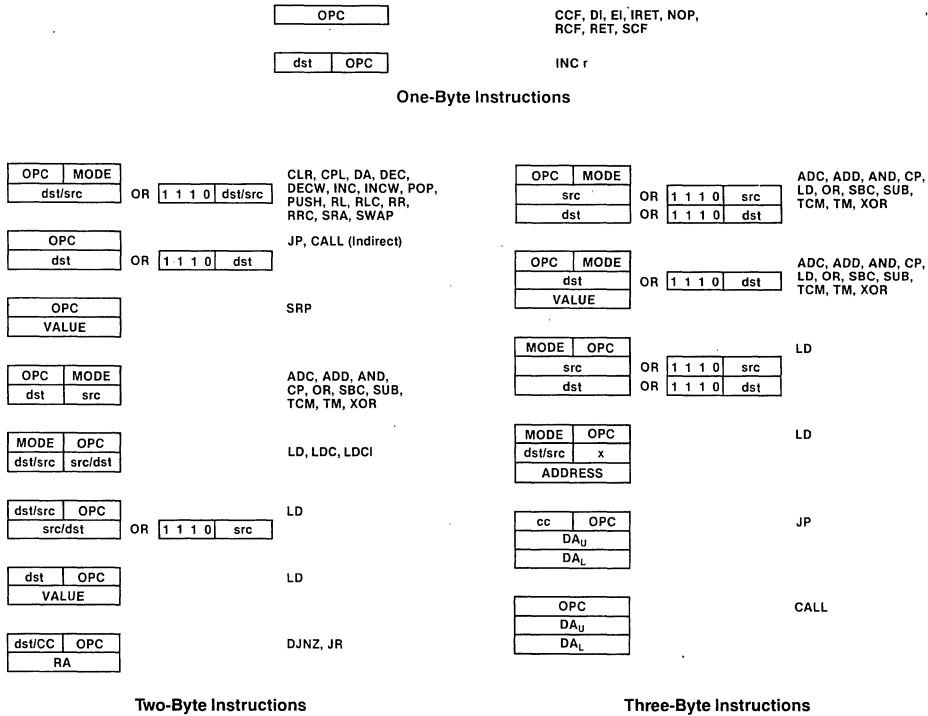 OPC
CCF, DI, EI, IRET, NOP,
RCF, RET, SCF
dst OPC
INC r
One-Byte Instructions
OPC MODE
dst/src OR 1 1 1 0 dst/src
CLR, CPL, DA, DEC,
DECW, INC, INCW, POP,
PUSH, RL, RLC, RR,
RRC, SRA, SWAP
OPC
dst OR 1 1 1 0 dst
JP, CALL (Indirect)
OPC
VALUE
SRP
OPC MODE
dst src
ADC, ADD, AND,
CP, OR, SBC, SUB,
TCM, TM, XOR
MODE OPC
dst/src src/dst
LD, LDC, LDCI
dst/src OPC
src/dst OR 1 1 1 0 src
LD
dst OPC
VALUE
LD
dst/CC OPC
RA
DJNZ, JR
Two-Byte Instructions
OPC MODE
src OR 1 1 1 0 src
dst OR 1 1 1 0 dst
ADC, ADD, AND, CP,
LD, OR, SBC, SUB,
TCM, TM, XOR
OPC MODE
dst OR 1 1 1 0 dst
VALUE
ADC, ADD, AND, CP,
LD, OR, SBC, SUB,
TCM, TM, XOR
MODE OPC
src OR 1 1 1 0 src
dst OR 1 1 1 0 dst
LD
MODE OPC
dst/src x
ADDRESS
LD
cc OPC
DAU
DAL
JP
OPC
DAU
DAL
CALL
Three-Byte Instructions